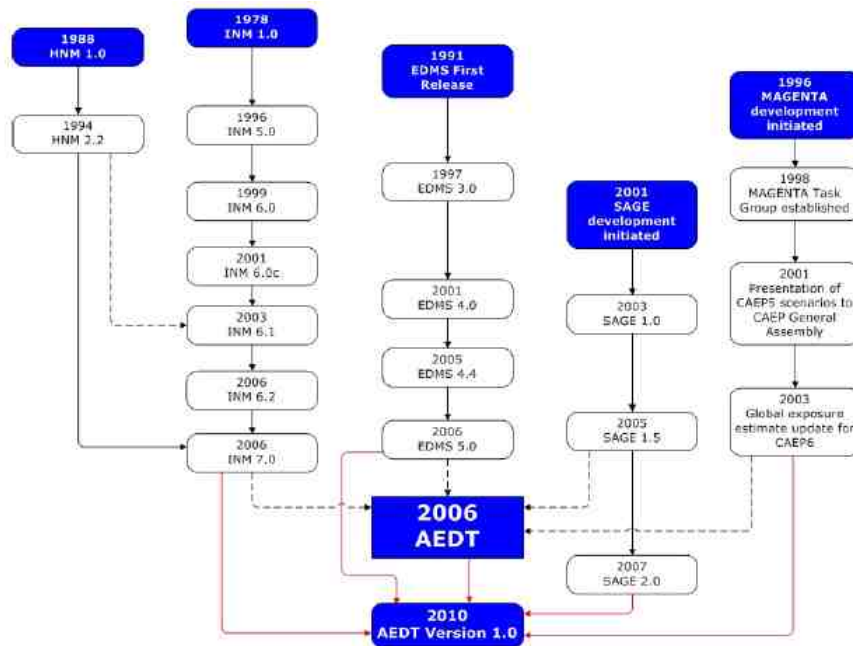 1988
HNM 1.0
1994
HNM 2.2
1978
INM 1.0
1996
INM 5.0
1999
INM 6.0
2001
INM 6.0c
2003
INM 6.1
2006
INM 6.2
2006
INM 7.0
1991
EDMS First
Release
1997
EDMS 3.0
2001
EDMS 4.0
2005
EDMS 4.4
2006
EDMS 5.0
2001
SAGE
development
initiated
2003
SAGE 1.0
2005
SAGE 1.5
2007
SAGE 2.0
1996
MAGENTA
development
initiated
1998
MAGENTA Task
Group established
2001
Presentation of
CAEP5 scenarios to
CAEP General
Assembly
2003
Global exposure
estimate update for
CAEP6
2006
AEDT
2010
AEDT Version 1.0